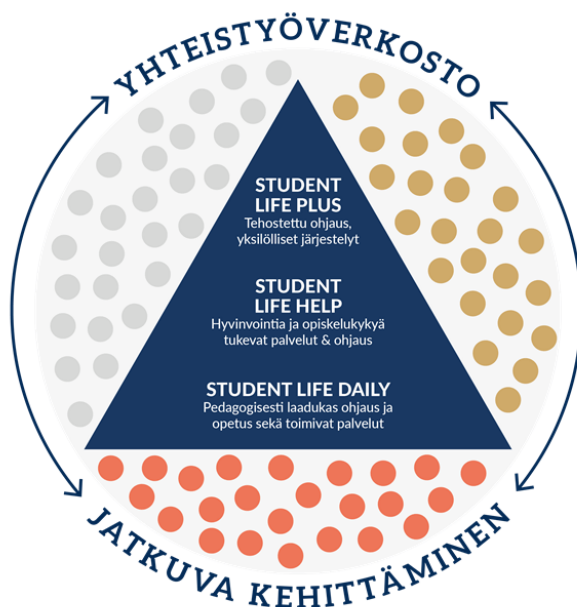 YHTEISTYÖVERKOSTO
STUDENT
LIFE PLUS
Tehostettu ohjaus,
yksilölliset järjestelyt
STUDENT
LIFE HELP
Hyvinvointia ja opiskelukykyä
tukevat palvelut & ohjaus
STUDENT LIFE DAILY
Pedagogisesti laadukas ohjaus ja
opetus sekä toimivat palvelut
JATKUVA KEHITTÄMINEN